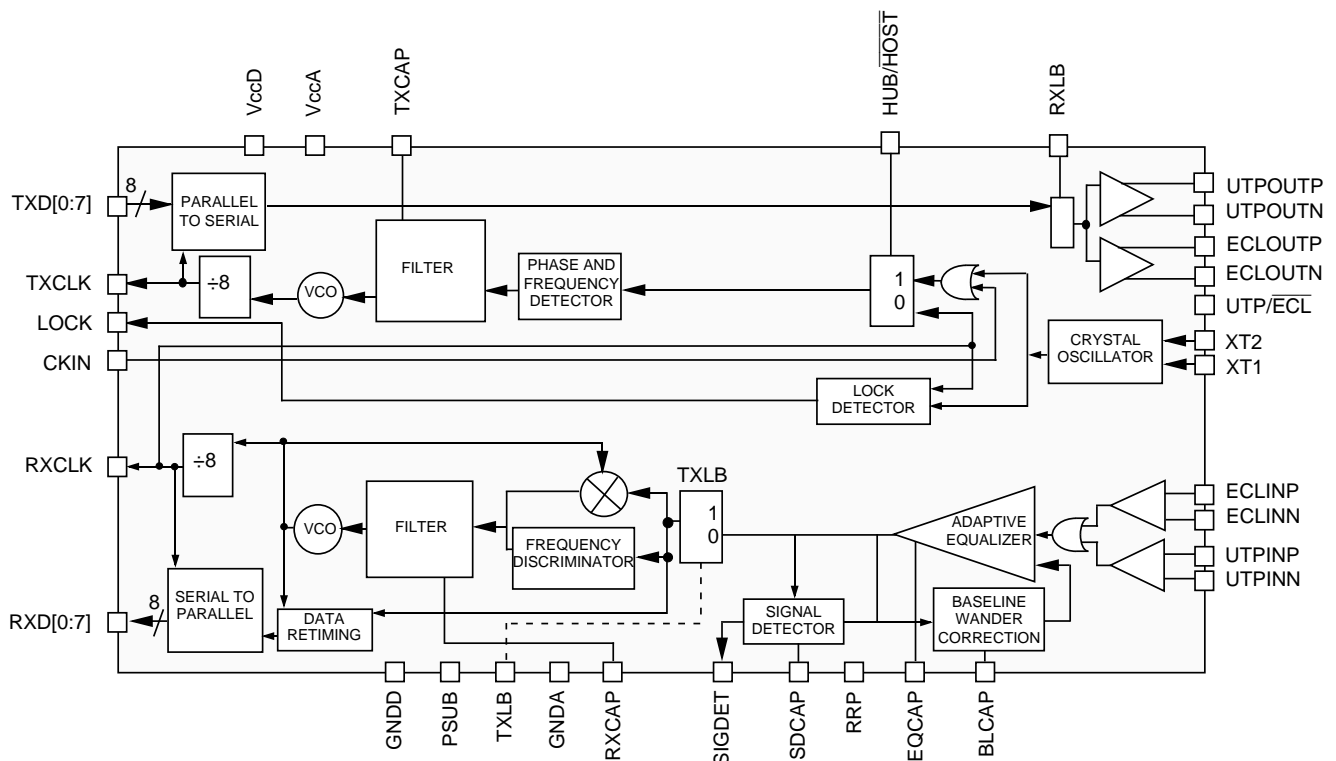 VccD
VccA
TXCAP
HUB/HOST
RXLB
TXD[0:7]
8
PARALLEL
TO SERIAL
UTPOUTP
UTPOUTN
ECLOUTP
ECLOUTN
UTP/ECL
TXCLK
÷8
VCO
FILTER
PHASE AND
FREQUENCY
DETECTOR
1
0
LOCK
CKIN
CRYSTAL
OSCILLATOR
XT2
XT1
LOCK
DETECTOR
RXCLK
÷8
VCO
FILTER
FREQUENCY
DISCRIMINATOR
TXLB
1
0
ADAPTIVE
EQUALIZER
ECLINP
ECLINN
UTPINP
UTPINN
RXD[0:7]
8
SERIAL TO
PARALLEL
DATA
RETIMING
SIGNAL
DETECTOR
BASELINE
WANDER
CORRECTION
GNDD
PSUB
TXLB
GNDA
RXCAP
SIGDET
SDCAP
RRP
EQCAP
BLCAP